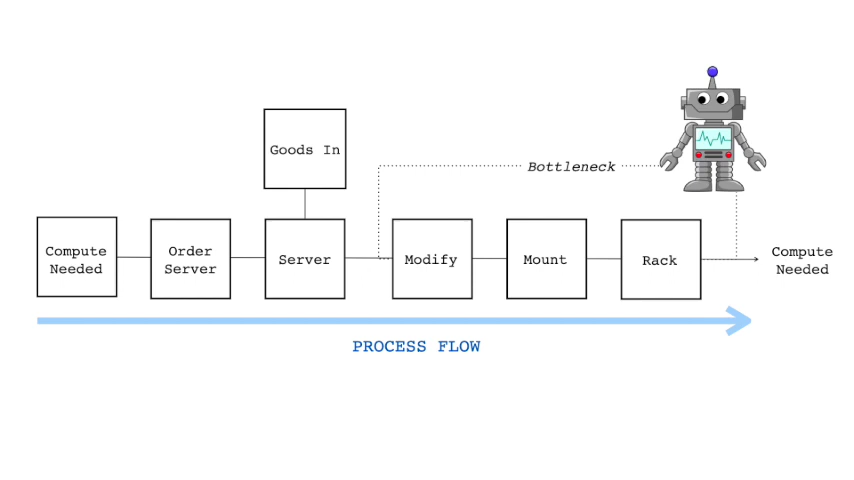 Goods In
Bottleneck
Compute
Needed
Order
Server
Server
Modify
Mount
Rack
Compute
Needed
PROCESS FLOW